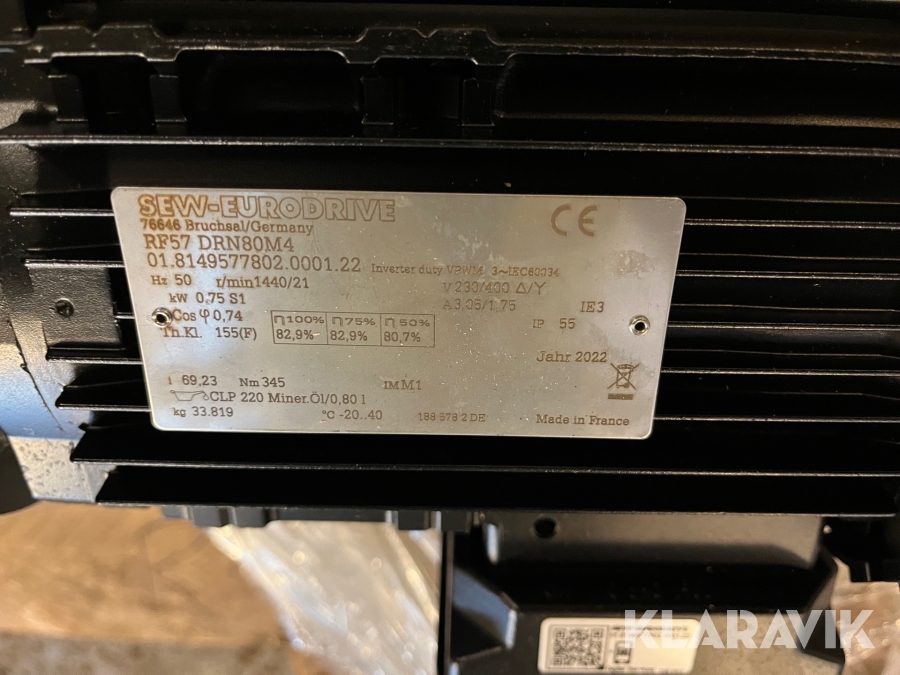 SEW-EURODRIVE
76646 Bruchsal/Germany
RF57 DRN80M4
01.8149577802.0001.22 Inverter duty VPWM 3~IEC60034
Hz 50 r/min 1440/21 V 230/400 Δ/Y
kW 0,75 S1 A 3,05/1,75 IE3
Cos φ 0,74 η100% η75% η50% IP 55
Th.Kl. 155(F) 82,9% 82,9% 80,7%
Jahr 2022
i 69,23 Nm 345 IM M1
CLP 220 Miner.Öl/0,80 l
kg 33.819 °C -20..40 188 678 2 DE Made in France
CE
KLARAVIK